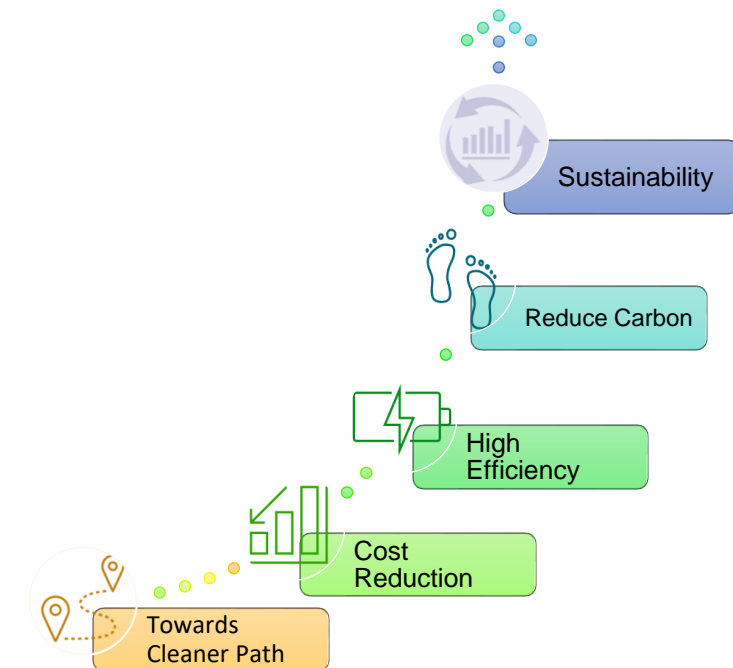 Sustainability
Reduce Carbon
High
Efficiency
Cost
Reduction
Towards
Cleaner Path